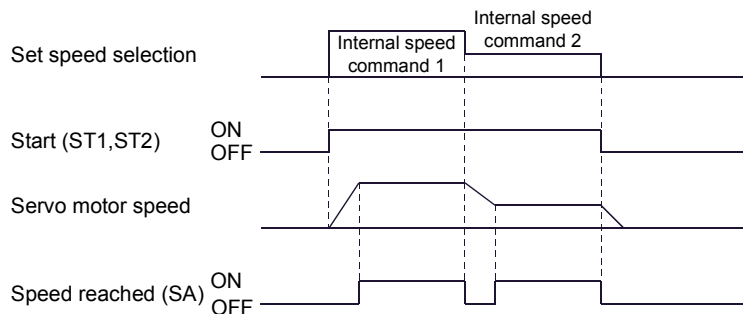 Set speed selection
Internal speed
command 1
Internal speed
command 2
Start (ST1,ST2)
ON
OFF
Servo motor speed
Speed reached (SA)
ON
OFF